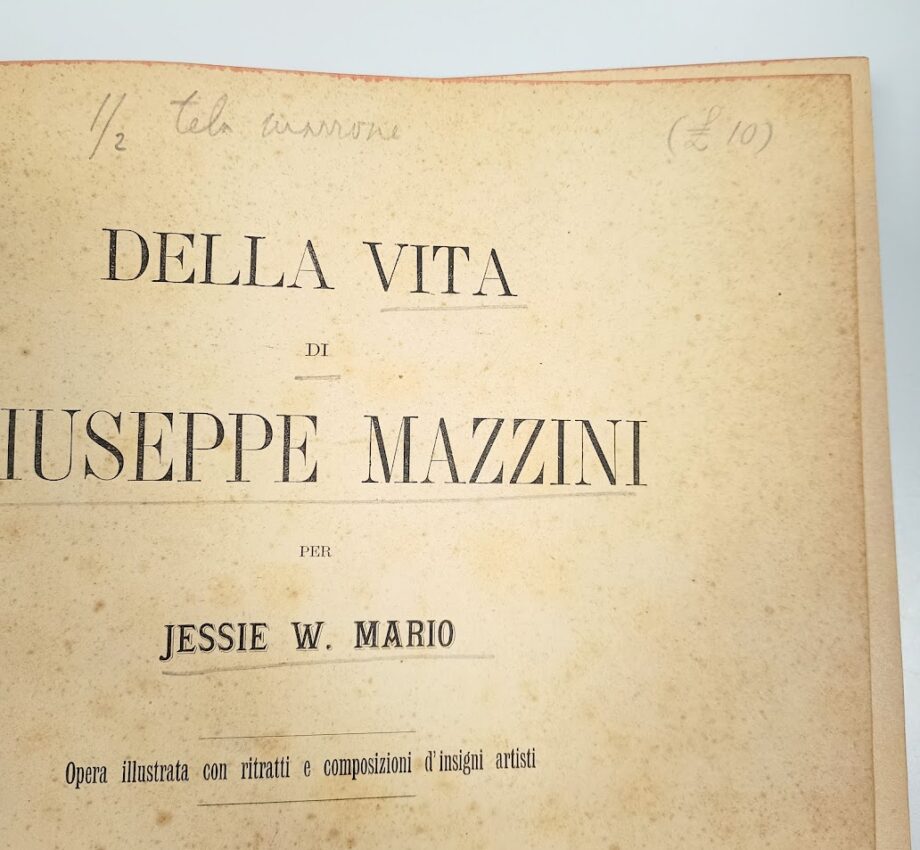 1/2 tela marrone (£ 10)
DELLA VITA
DI
IUSEPPE MAZZINI
PER
JESSIE W. MARIO
Opera illustrata con ritratti e composizioni d'insigni artisti